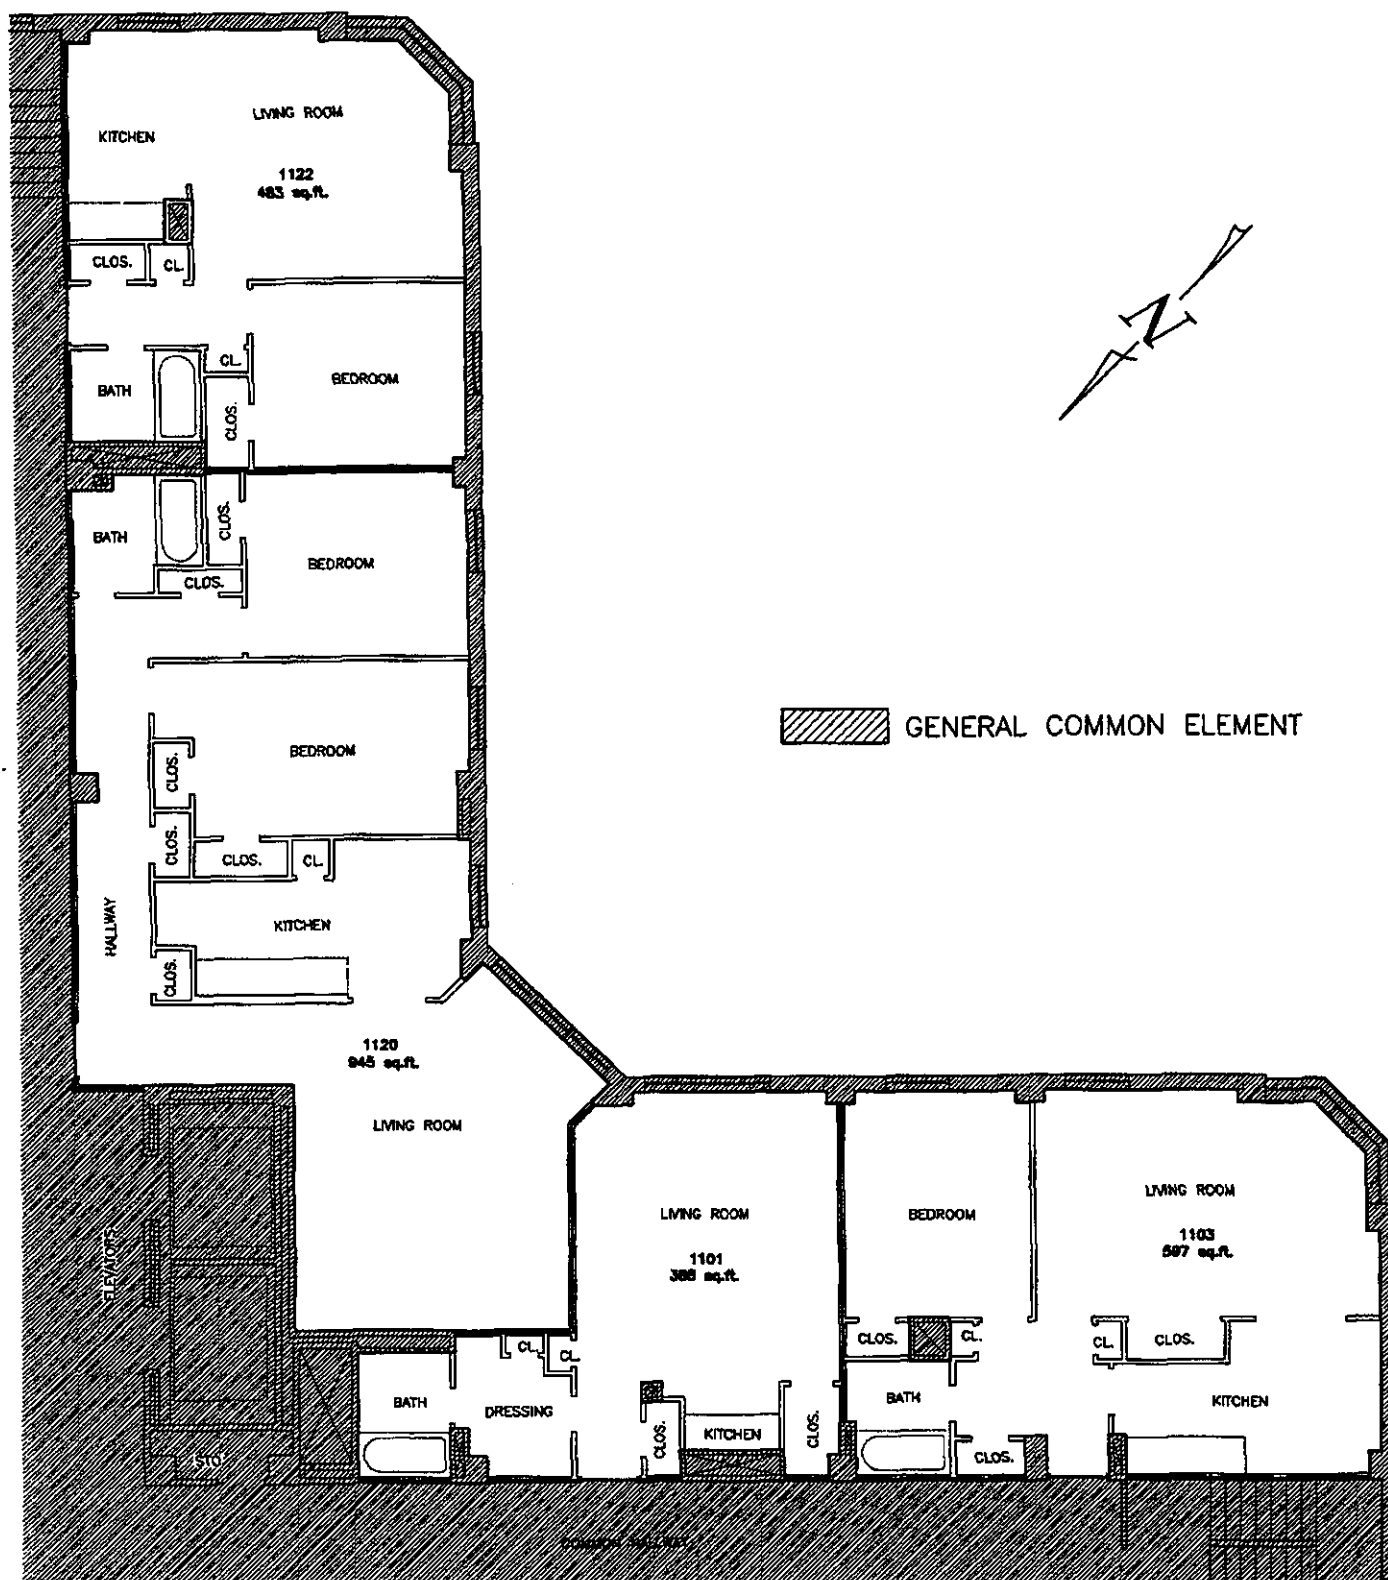 LIVING ROOM
KITCHEN
1122
483 sq.ft.
CLOS.
CL.
BATH
CL.
CLOS.
BEDROOM
N
BATH
CLOS.
CLOS.
BEDROOM
BEDROOM
CLOS.
CLOS.
CLOS.
CL.
HALLWAY
KITCHEN
CLOS.
GENERAL COMMON ELEMENT
1120
945 sq.ft.
LIVING ROOM
ELEVATORS
STO.
LIVING ROOM
1101
BEDROOM
LIVING ROOM
1103
597 sq.ft.
CL.
CL.
BATH
DRESSING
CLOS.
KITCHEN
CLOS.
CLOS.
CL.
BATH
CLOS.
CL.
CLOS.
KITCHEN
COMMON HALLWAY